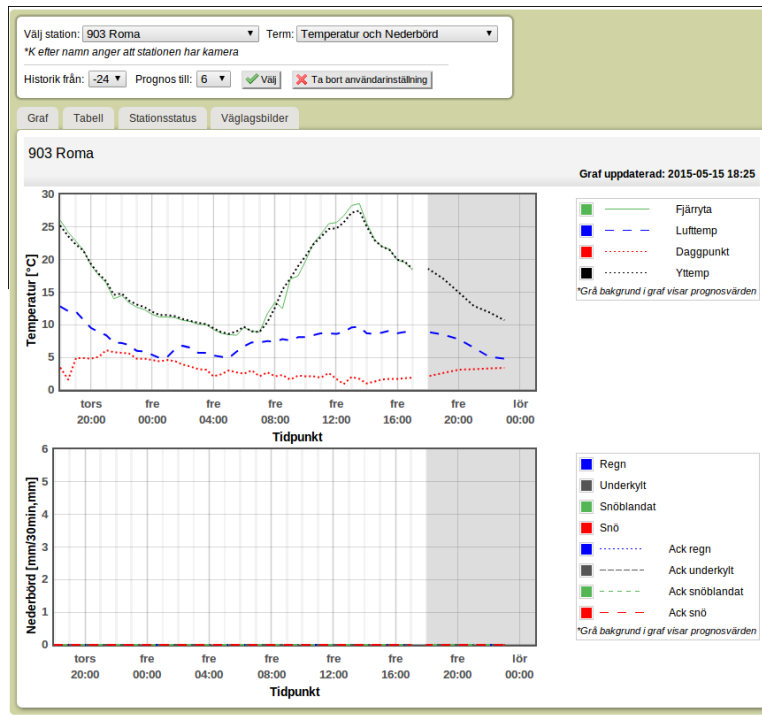 Välj station: 903 Roma Term: Temperatur och Nederbörd
*K efter namn anger att stationen har kamera
Historik från: -24 Prognos till: 6 Välj Ta bort användarinställning
Graf Tabell Stationsstatus Väglagsbilder
903 Roma
Graf uppdaterad: 2015-05-15 18:25
Temperatur [°C]
30
25
20
15
10
5
0
tors fre fre fre fre fre fre lör
20:00 00:00 04:00 08:00 12:00 16:00 20:00 00:00
Tidpunkt
Fjärryta
Lufttemp
Daggpunkt
Yttemp
*Grå bakgrund i graf visar prognosvärden
Nederbörd [mm/30min,mm]
6
5
4
3
2
1
0
tors fre fre fre fre fre fre lör
20:00 00:00 04:00 08:00 12:00 16:00 20:00 00:00
Tidpunkt
Regn
Underkylt
Snöblandat
Snö
Ack regn
Ack underkylt
Ack snöblandat
Ack snö
*Grå bakgrund i graf visar prognosvärden